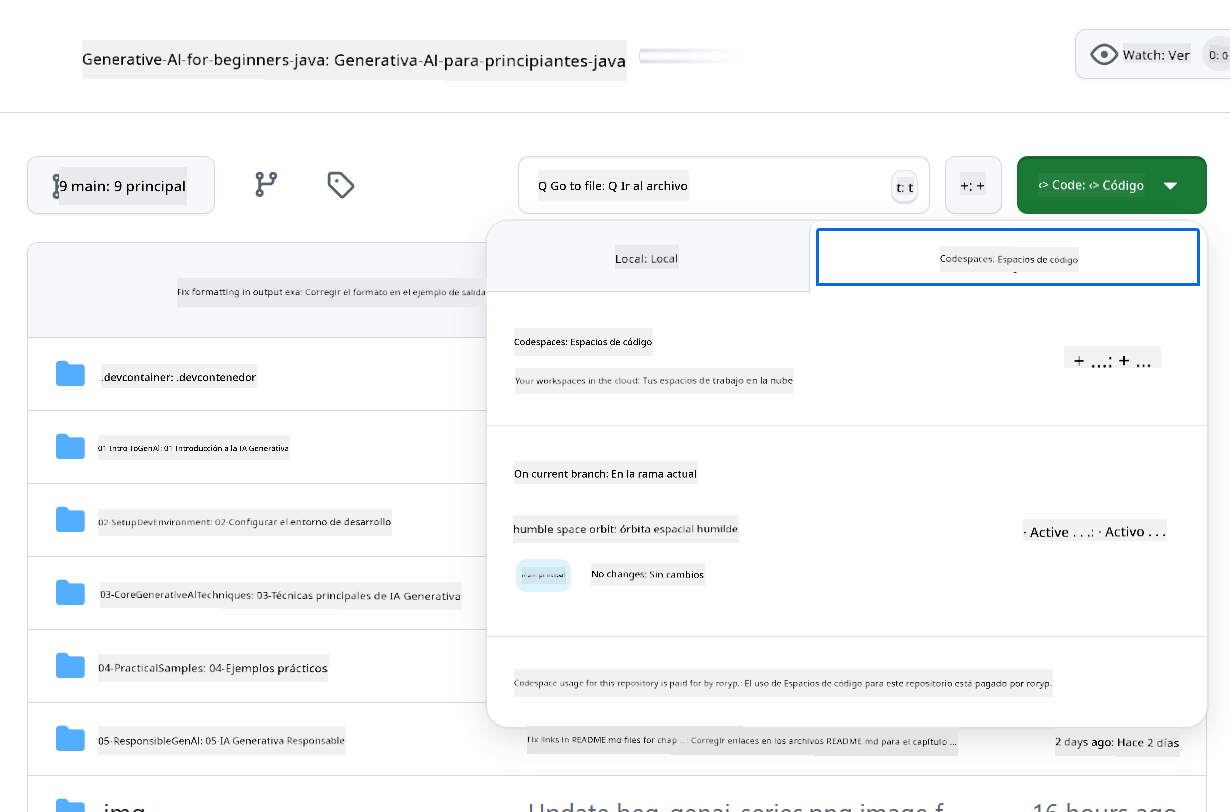 Generative-AI-for-beginners-java: Generativa-AI-para-principiantes-java
Watch: Ver
0: 0
9 main: 9 principal
Q Go to file: Q Ir al archivo
t: t
+: +
<> Code: <> Código
Local: Local
Codespaces: Espacios de código
Fix formatting in output exa: Corregir el formato en el ejemplo de salida
Codespaces: Espacios de código
+ ...: + ...
Your workspaces in the cloud: Tus espacios de trabajo en la nube
.devcontainer: .devcontenedor
01 Intro ToGenAI: 01 Introducción a la IA Generativa
On current branch: En la rama actual
02-SetupDevEnvironment: 02-Configurar el entorno de desarrollo
humble space orbit: órbita espacial humilde
· Active . . .: · Activo . . .
main: principal
No changes: Sin cambios
03-CoreGenerativeAITechniques: 03-Técnicas principales de IA Generativa
04-PracticalSamples: 04-Ejemplos prácticos
Codespace usage for this repository is paid for by roryp.: El uso de Espacios de código para este repositorio está pagado por roryp.
05-ResponsibleGenAI: 05-IA Generativa Responsable
Fix links in README.md files for chap ...: Corregir enlaces en los archivos README md para el capítulo ...
2 days ago: Hace 2 días
img
Update beg-genai-series.png image f
16 hours ago